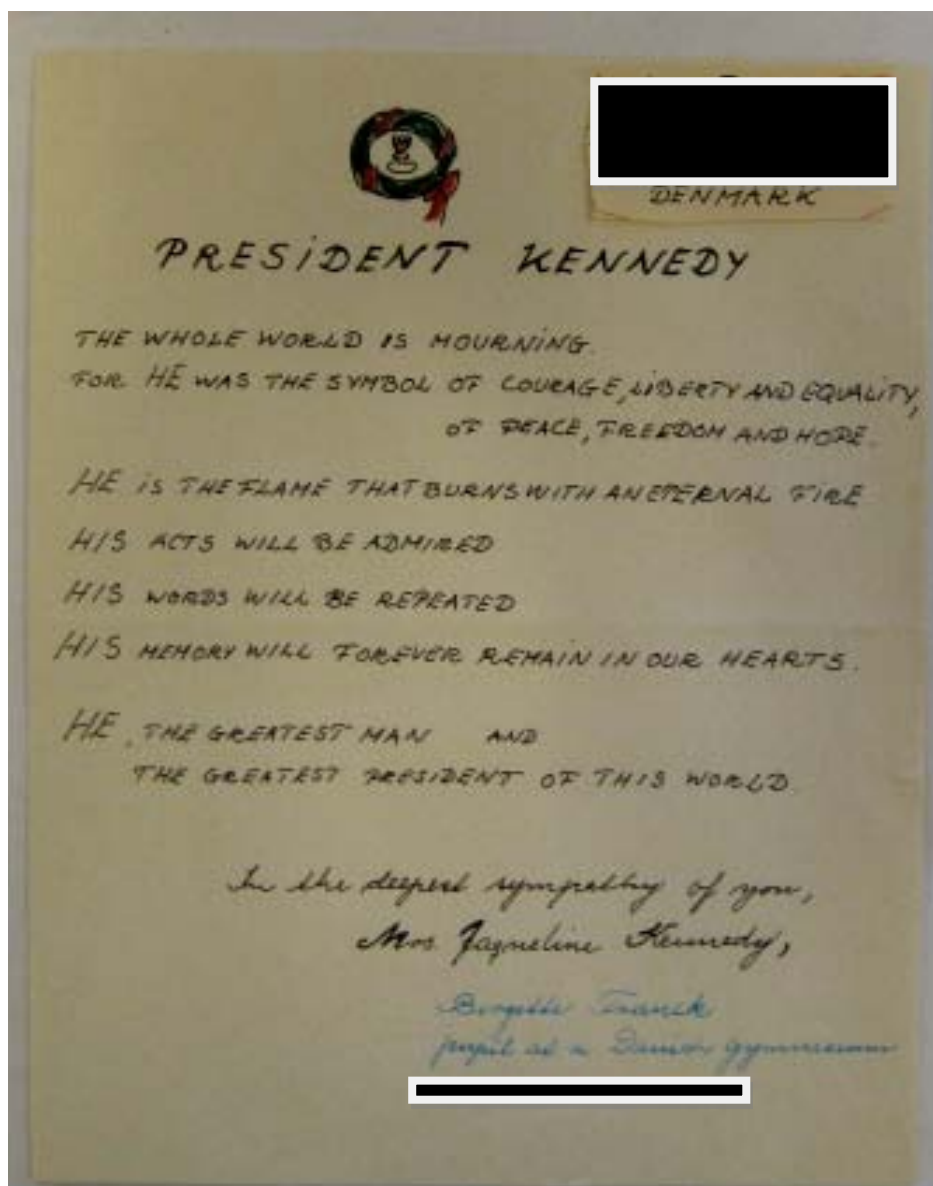 DENMARK
PRESIDENT KENNEDY
THE WHOLE WORLD IS MOURNING.
FOR HE WAS THE SYMBOL OF COURAGE, LIBERTY AND EQUALITY,
OF PEACE, FREEDOM AND HOPE.
HE IS THE FLAME THAT BURNS WITH AN ETERNAL FIRE
HIS ACTS WILL BE ADMIRED
HIS WORDS WILL BE REPEATED
HIS MEMORY WILL FOREVER REMAIN IN OUR HEARTS.
HE, THE GREATEST MAN AND
THE GREATEST PRESIDENT OF THIS WORLD.
In the deepest sympathy of you,
Mrs Jaqueline Kennedy,
Birgitte Franck
pupil at a Danish gymnasium